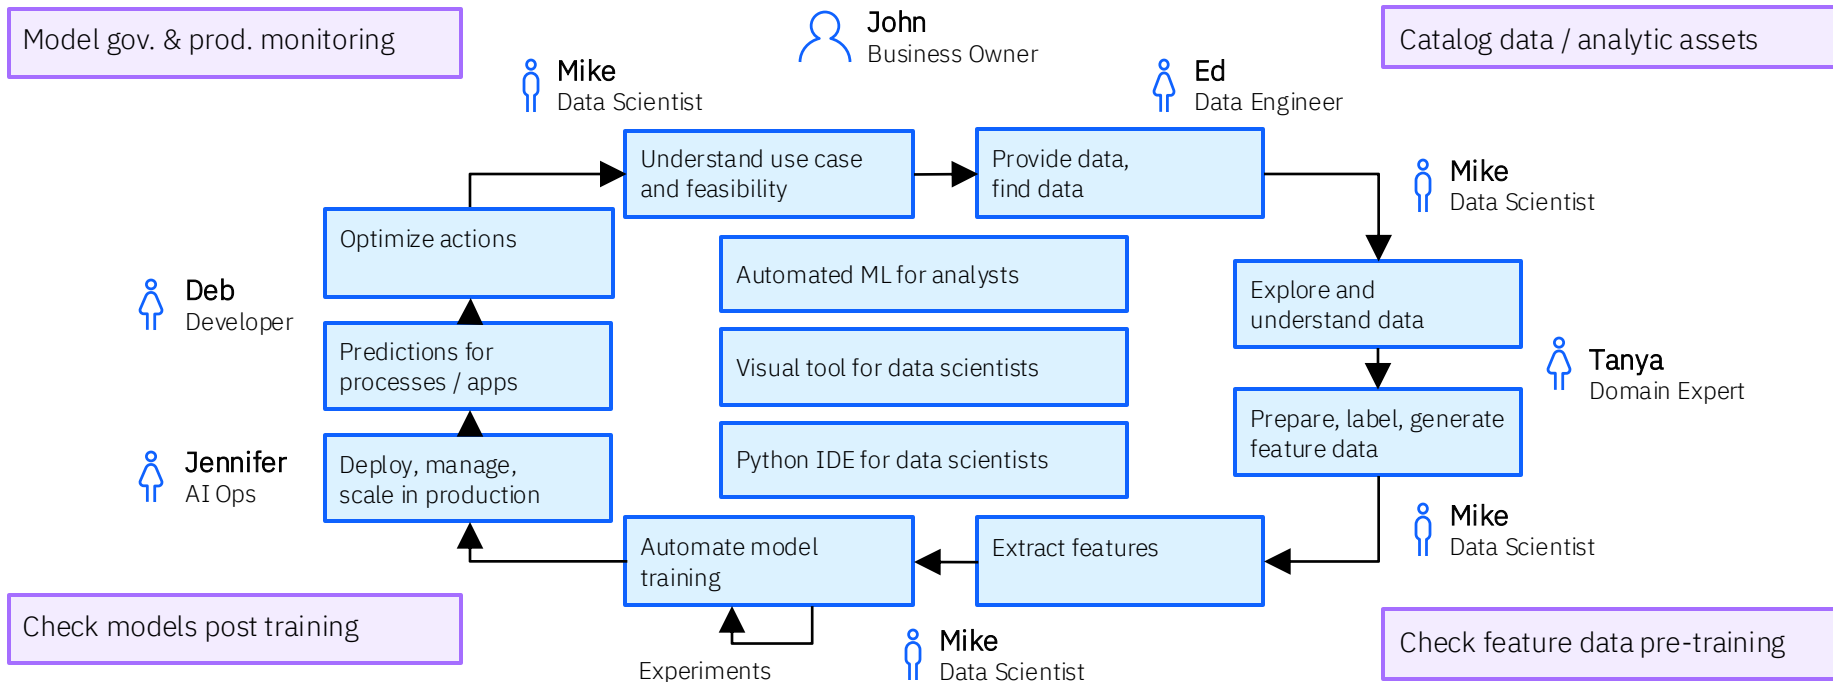 Model gov. & prod. monitoring
John
Business Owner
Catalog data / analytic assets
Mike
Data Scientist
Ed
Data Engineer
Understand use case
and feasibility
Provide data,
find data
Mike
Data Scientist
Optimize actions
Automated ML for analysts
Explore and
understand data
Deb
Developer
Predictions for
processes / apps
Visual tool for data scientists
Tanya
Domain Expert
Prepare, label, generate
feature data
Jennifer
AI Ops
Deploy, manage,
scale in production
Python IDE for data scientists
Mike
Data Scientist
Automate model
training
Extract features
Check models post training
Experiments
Mike
Data Scientist
Check feature data pre-training